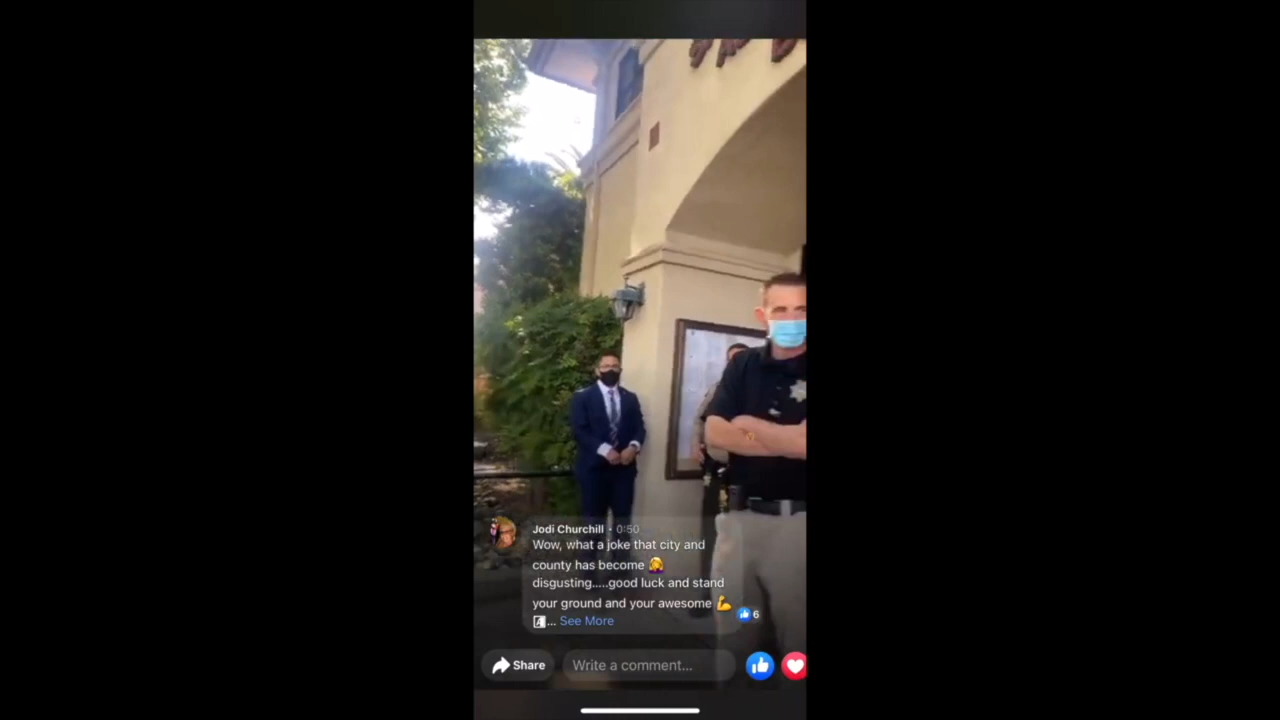 Jodi Churchill · 0:50
Wow, what a joke that city and
county has become 🤦‍♀️
disgusting.....good luck and stand
your ground and your awesome 💪
... See More
6
Share
Write a comment...